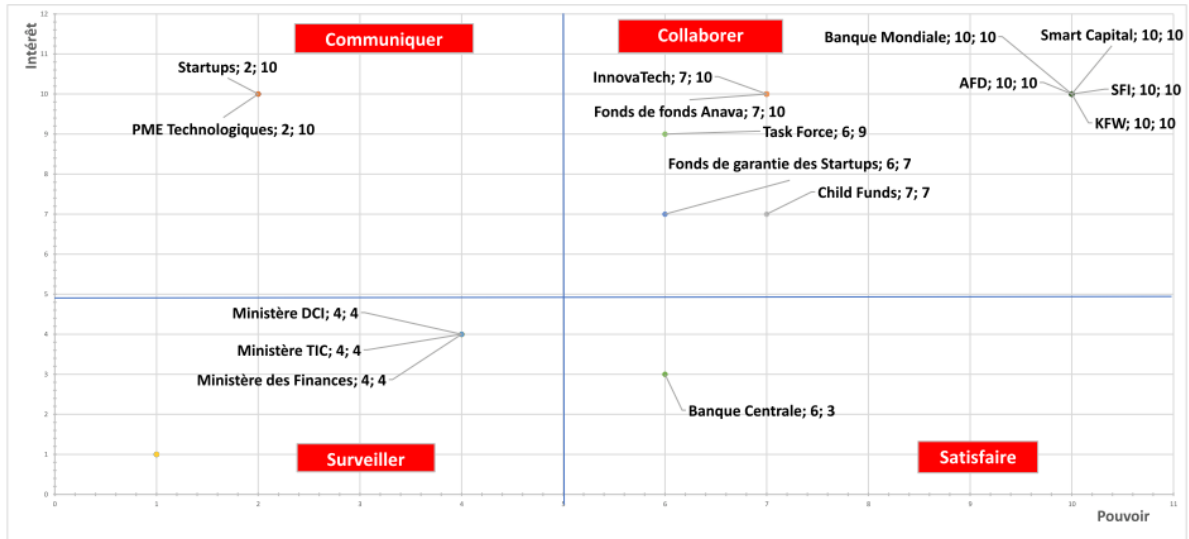 Intérêt
12
11
10
9
8
7
6
5
4
3
2
1
0
Communiquer
Collaborer
Startups; 2; 10
PME Technologiques; 2; 10
InnovaTech; 7; 10
Fonds de fonds Anava; 7; 10
Task Force; 6; 9
Fonds de garantie des Startups; 6; 7
Child Funds; 7; 7
Banque Mondiale; 10; 10
Smart Capital; 10; 10
AFD; 10; 10
SFI; 10; 10
KFW; 10; 10
Ministère DCI; 4; 4
Ministère TIC; 4; 4
Ministère des Finances; 4; 4
Banque Centrale; 6; 3
Surveiller
Satisfaire
0 1 2 3 4 5 6 7 8 9 10 11
Pouvoir